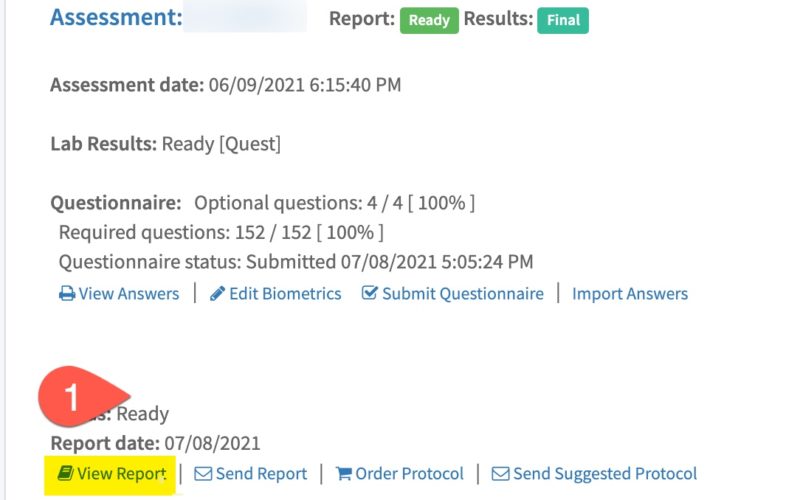 Assessment: Report: Ready Results: Final
Assessment date: 06/09/2021 6:15:40 PM
Lab Results: Ready [Quest]
Questionnaire: Optional questions: 4 / 4 [ 100% ]
Required questions: 152 / 152 [ 100% ]
Questionnaire status: Submitted 07/08/2021 5:05:24 PM
View Answers | Edit Biometrics Submit Questionnaire | Import Answers
1
Ready
Report date: 07/08/2021
View Report | Send Report | Order Protocol | Send Suggested Protocol